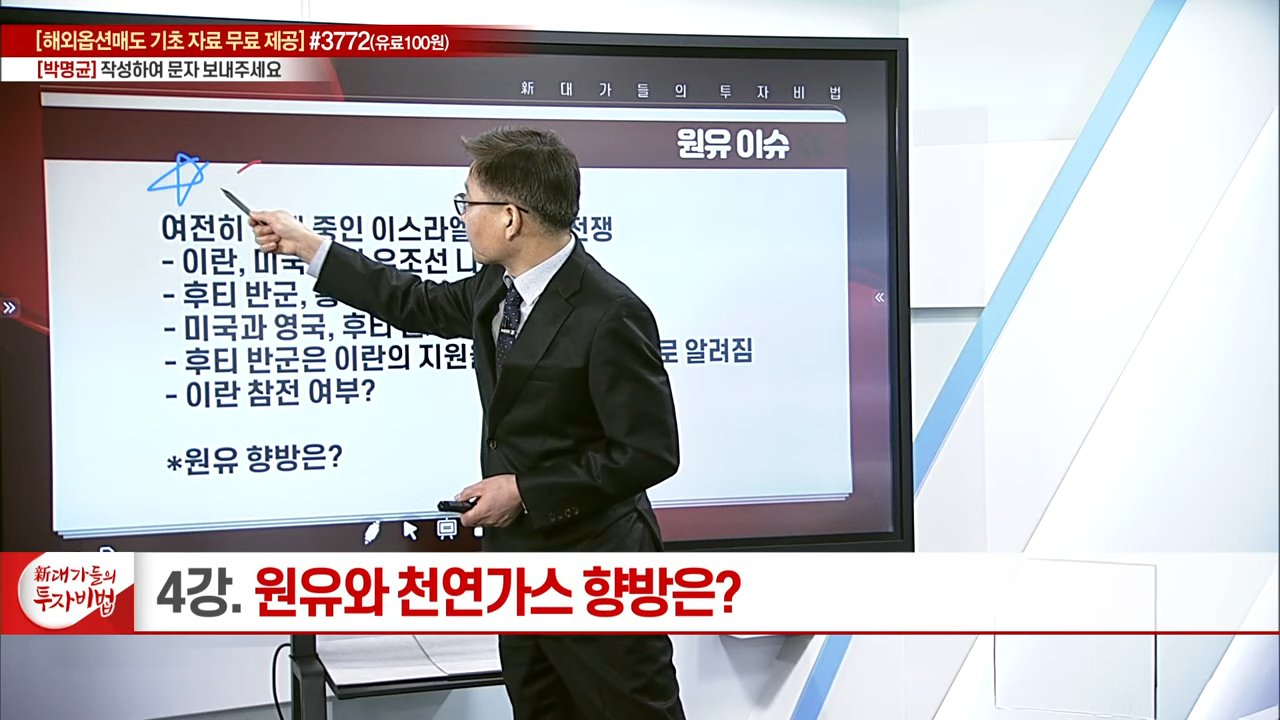 [해외옵션매도 기초 자료 무료 제공] #3772(유료100원)
[박명균] 작성하여 문자 보내주세요
新 대 가 들 의 투 자 비 법
원유 이슈
여전히 중인 이스라엘 전쟁
- 이란, 미국 유조선 나
- 후티 반군,
- 미국과 영국, 후티
- 후티 반군은 이란의 지원 로 알려짐
- 이란 참전 여부?
*원유 향방은?
新대가들의
투자비법
4강. 원유와 천연가스 향방은?